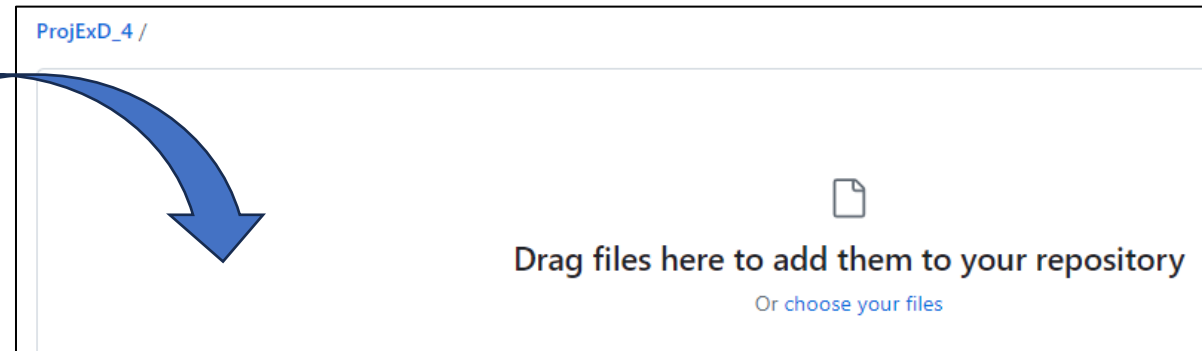 ProjExD_4 /
Drag files here to add them to your repository
Or choose your files